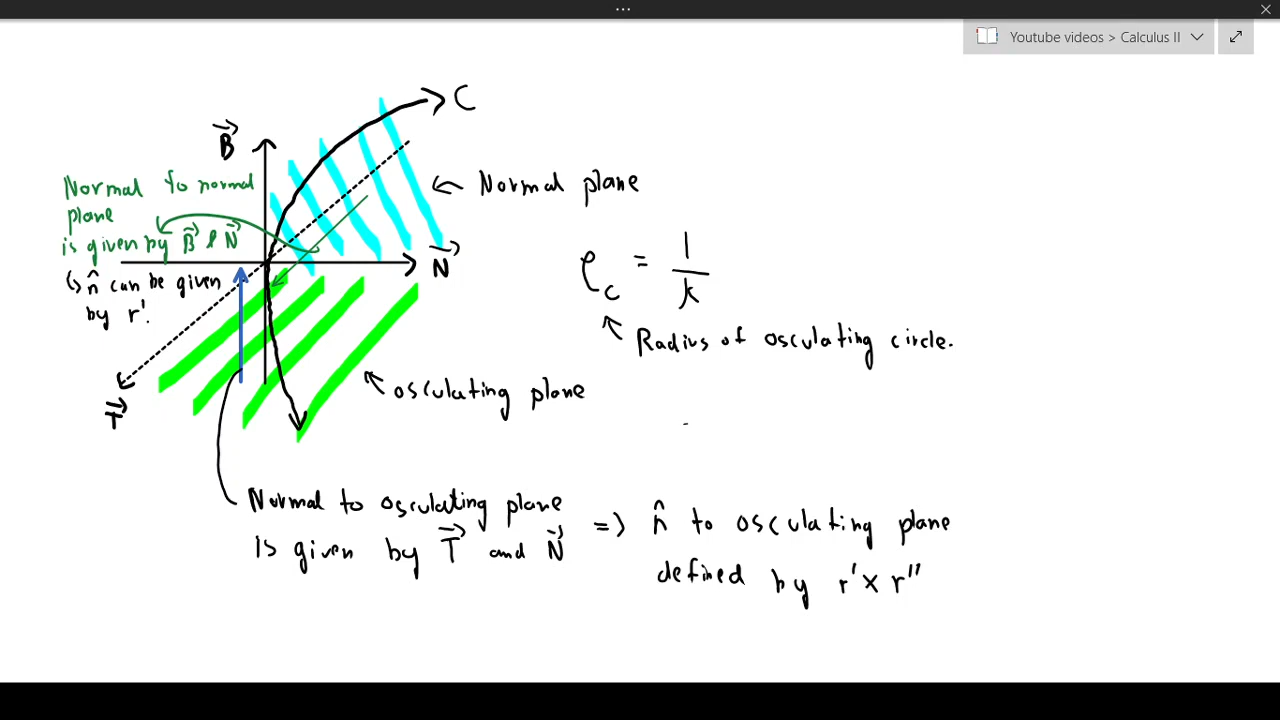 Youtube videos > Calculus II
C
B
Normal to normal
plane
is given by B & N
↳ n̂ can be given
by r'.
← Normal plane
N
ρc = 1/k
Radius of osculating circle.
T
osculating plane
Normal to osculating plane
is given by T and N
=> n̂ to osculating plane
defined by r' × r''